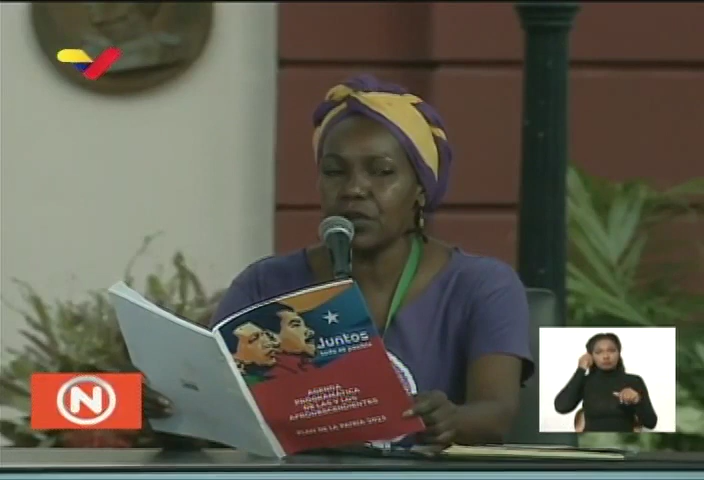 Juntos
todo es posible
AGENDA
PROGRAMÁTICA
DE LAS Y LOS
AFRODESCENDIENTES
PLAN DE LA PATRIA 2025
N